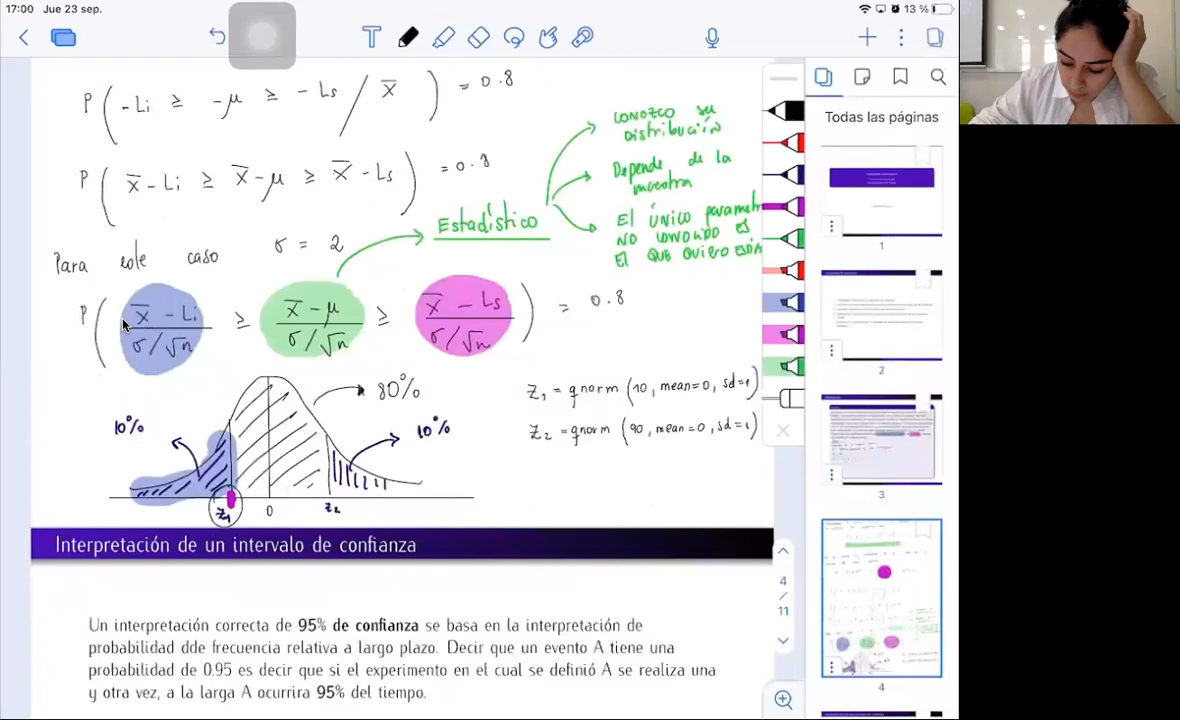 17:00 Jue 23 sep.
13 %
P ( -Li ≥ -μ ≥ -Ls / x̄ ) = 0.8
P ( x̄ - Li ≥ x̄ - μ ≥ x̄ - Ls ) = 0.8
conozco su
distribución
Depende de la
muestra
El único parametr
NO conocido es
El que quiero esti
Estadístico
Para este caso σ = 2
P ( x̄ - Li / σ/√n ≥ x̄ - μ / σ/√n ≥ x̄ - Ls / σ/√n ) = 0.8
80%
10%
10%
z₁ 0 z₂
z₁ = qnorm (10, mean=0, sd=1)
z₂ = qnorm (90, mean=0, sd=1)
Interpretación de un intervalo de confianza
Un interpretación correcta de 95% de confianza se basa en la interpretación de
probabilidad dde frecuencia relativa a largo plazo. Decir que un evento A tiene una
probabilidad de 0.95 es decir que si el experimento en el cual se definió A se realiza una
y otra vez, a la larga A ocurrira 95% del tiempo.
4
/
11
Todas las páginas
1
2
3
4